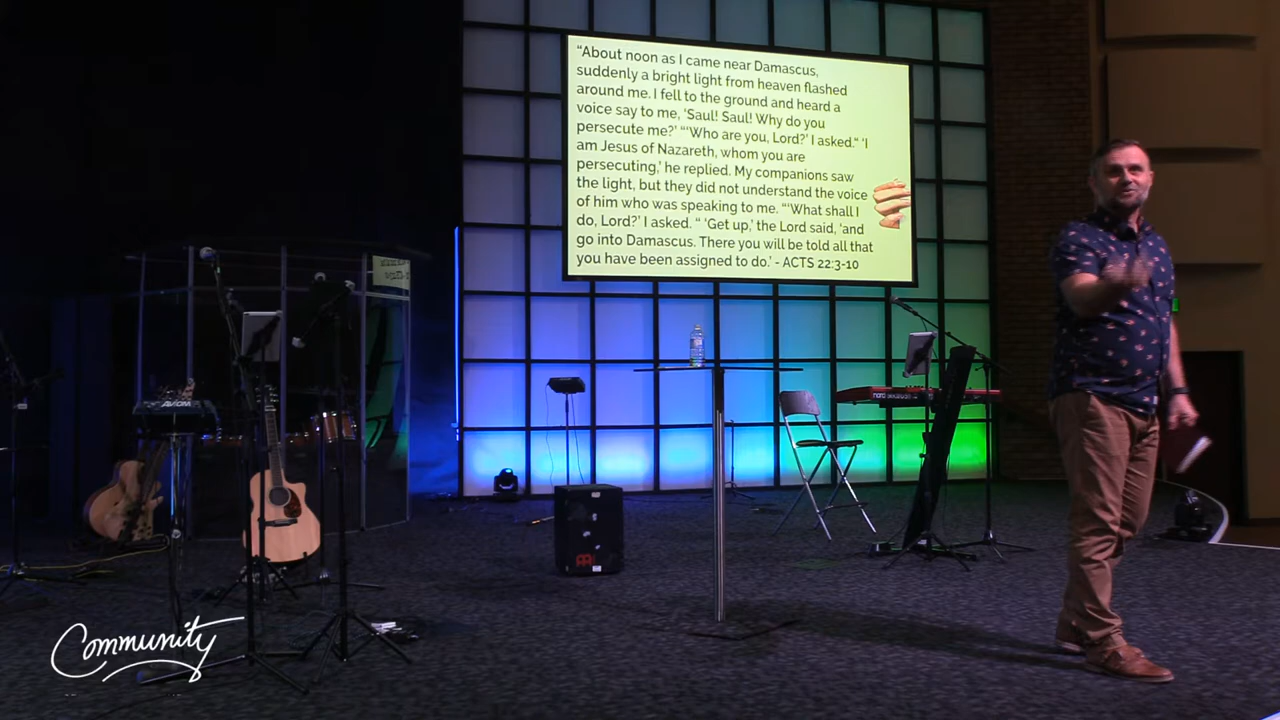 “About noon as I came near Damascus,
suddenly a bright light from heaven flashed
around me. I fell to the ground and heard a
voice say to me, ‘Saul! Saul! Why do you
persecute me?’ “‘Who are you, Lord?’ I asked.“ ‘I
am Jesus of Nazareth, whom you are
persecuting,’ he replied. My companions saw
the light, but they did not understand the voice
of him who was speaking to me. “‘What shall I
do, Lord?’ I asked. “ ‘Get up,’ the Lord said, ‘and
go into Damascus. There you will be told all that
you have been assigned to do.’ - ACTS 22:3-10
AVIOM
nord
Community